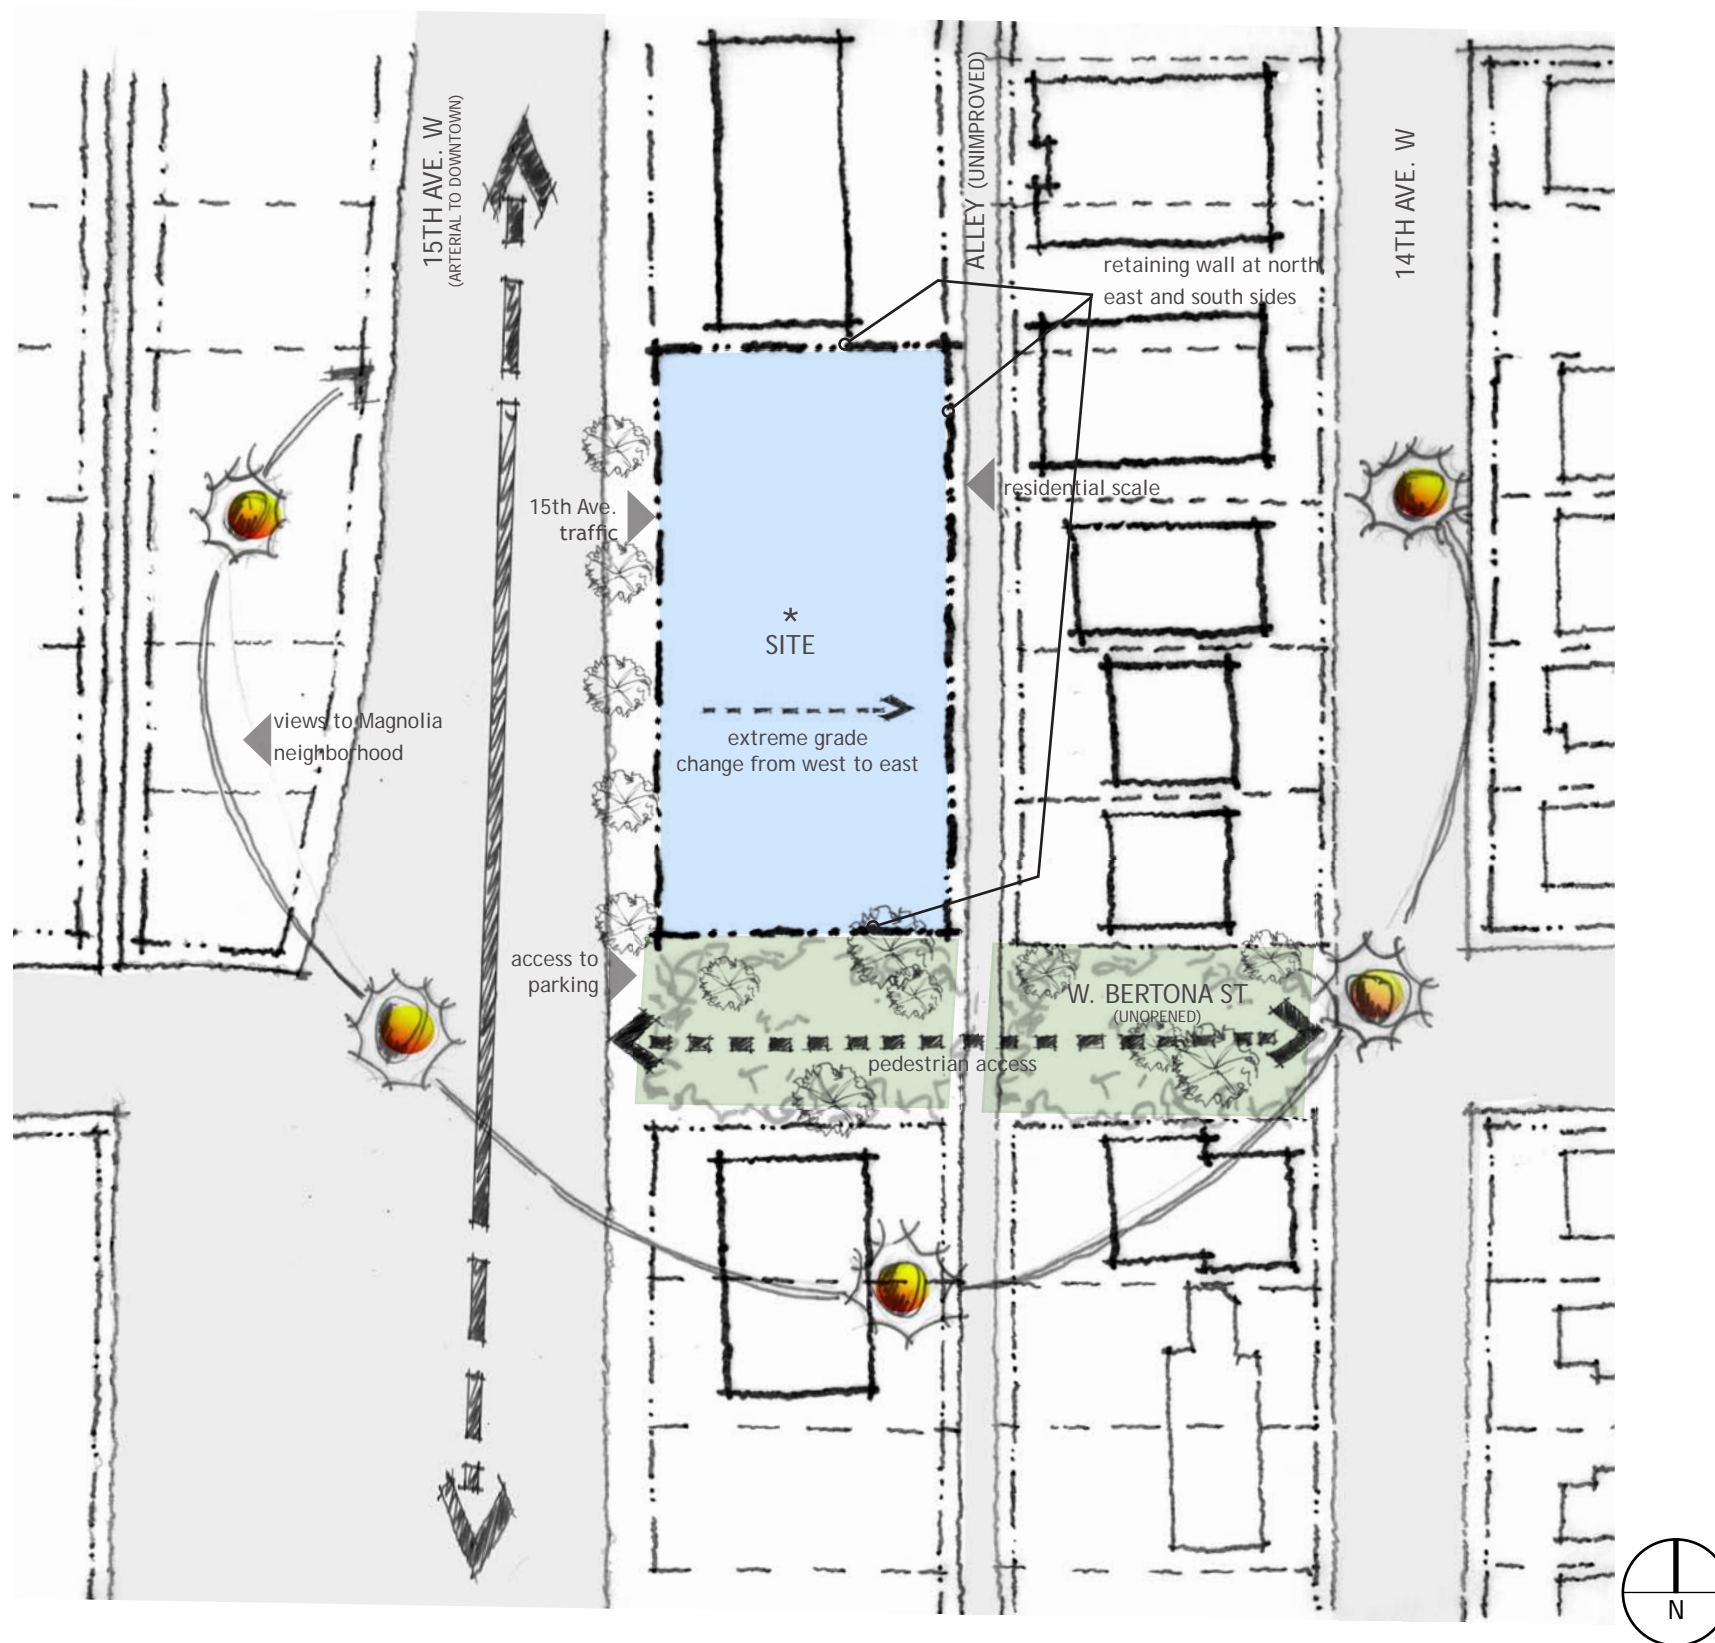 15TH AVE. W
(ARTERIAL TO DOWNTOWN)
ALLEY (UNIMPROVED)
14TH AVE. W
retaining wall at north
east and south sides
15th Ave.
traffic
residential scale
*
SITE
views to Magnolia
neighborhood
extreme grade
change from west to east
access to
parking
W. BERTONA ST
(UNOPENED)
pedestrian access
N